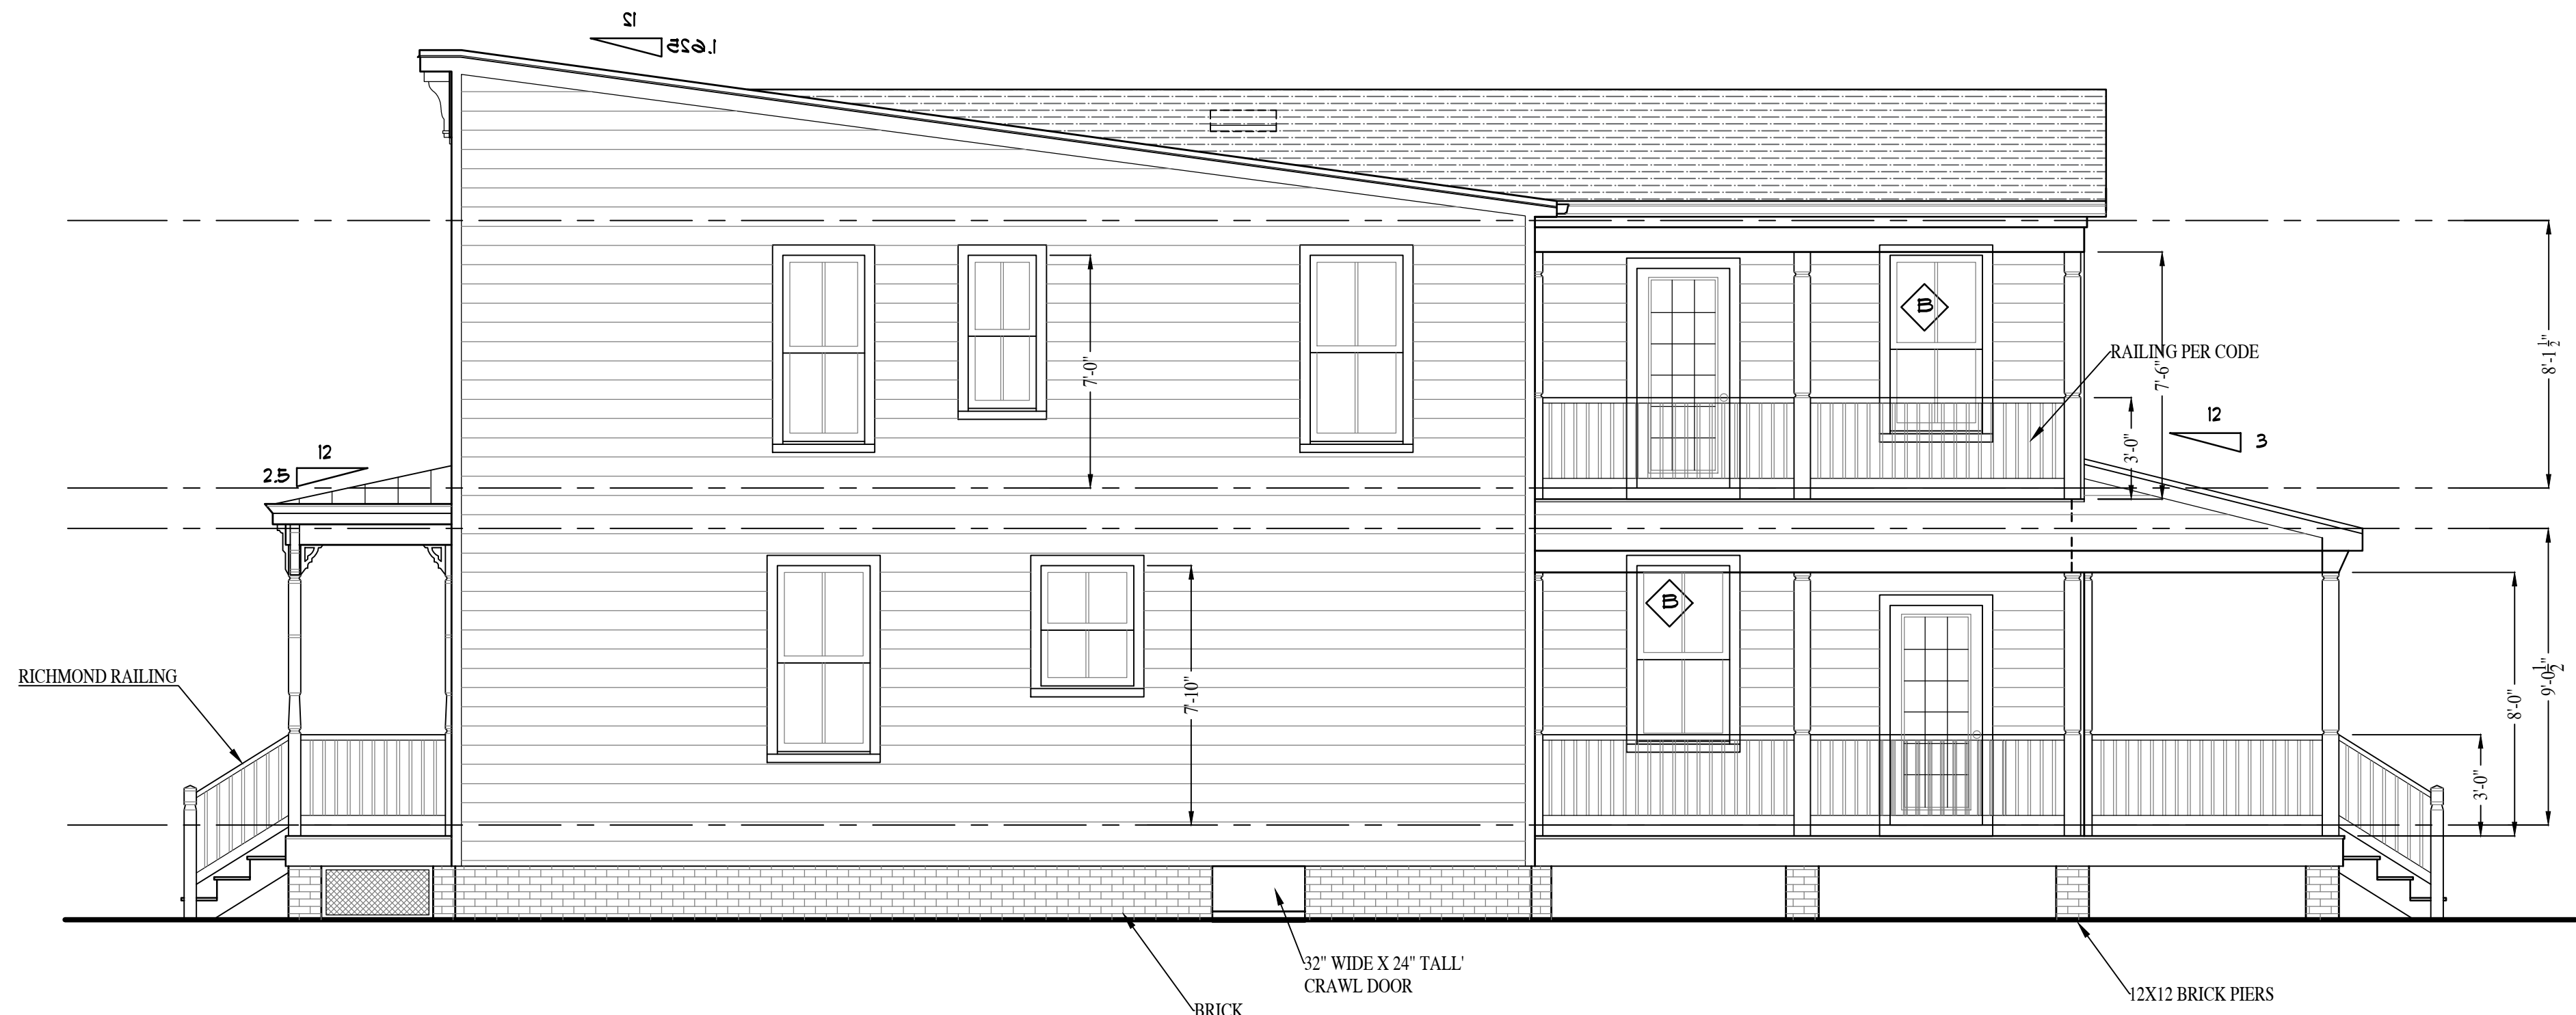 12
1.625
12
2.5
7'-0"
B
RAILING PER CODE
7'-6"
3'-0"
12
3
8'-1 1/2"
RICHMOND RAILING
7'-10"
B
3'-0"
8'-0"
9'-0 1/2"
32" WIDE X 24" TALL'
CRAWL DOOR
BRICK
12X12 BRICK PIERS